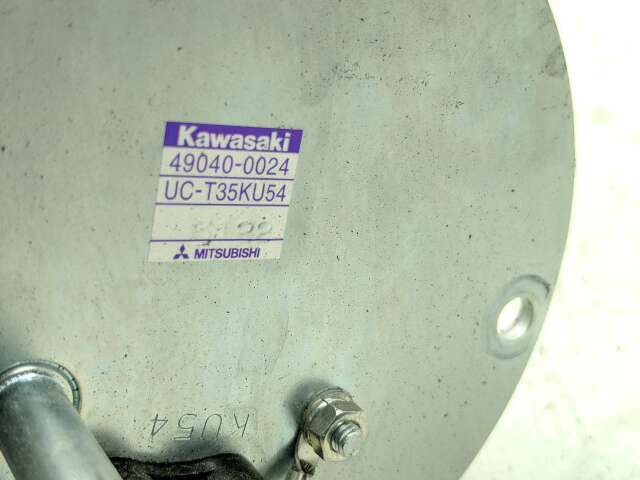 Kawasaki
49040-0024
UC-T35KU54
MITSUBISHI
KU54